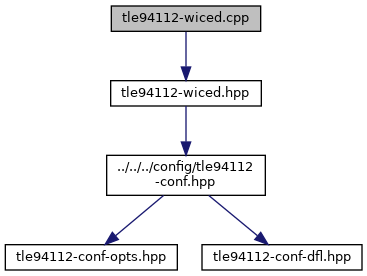 tle94112-wiced.cpp
tle94112-wiced.hpp
../../../config/tle94112
-conf.hpp
tle94112-conf-opts.hpp
tle94112-conf-dfl.hpp